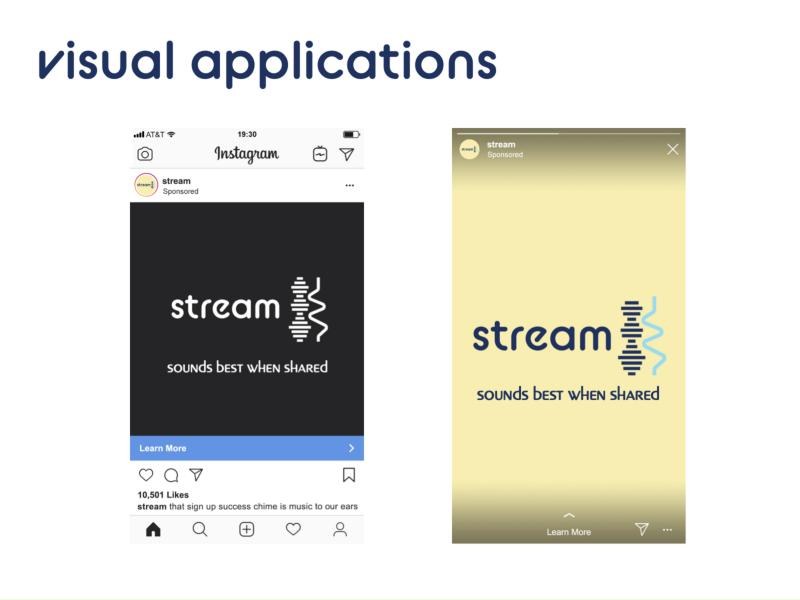 visual applications
AT&T
19:30
Instagram
stream
Sponsored
stream
stream
sounds best when shared
Learn More
10,501 Likes
stream that sign up success chime is music to our ears
stream
stream
Sponsored
stream
sounds best when shared
Learn More